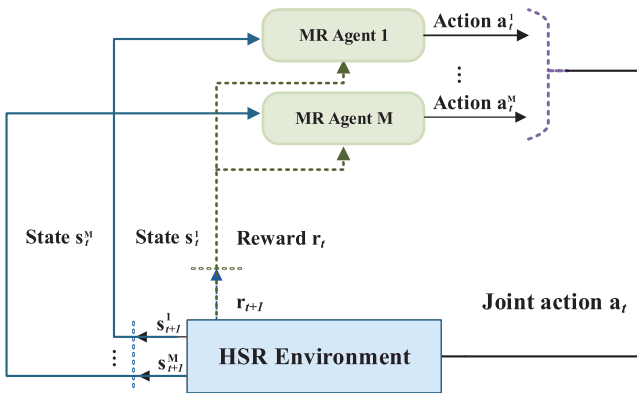 MR Agent 1
Action a_t^1
...
MR Agent M
Action a_t^M
State s_t^M
State s_t^1
Reward r_t
r_{t+1}
Joint action a_t
s_{t+1}^1
HSR Environment
...
s_{t+1}^M